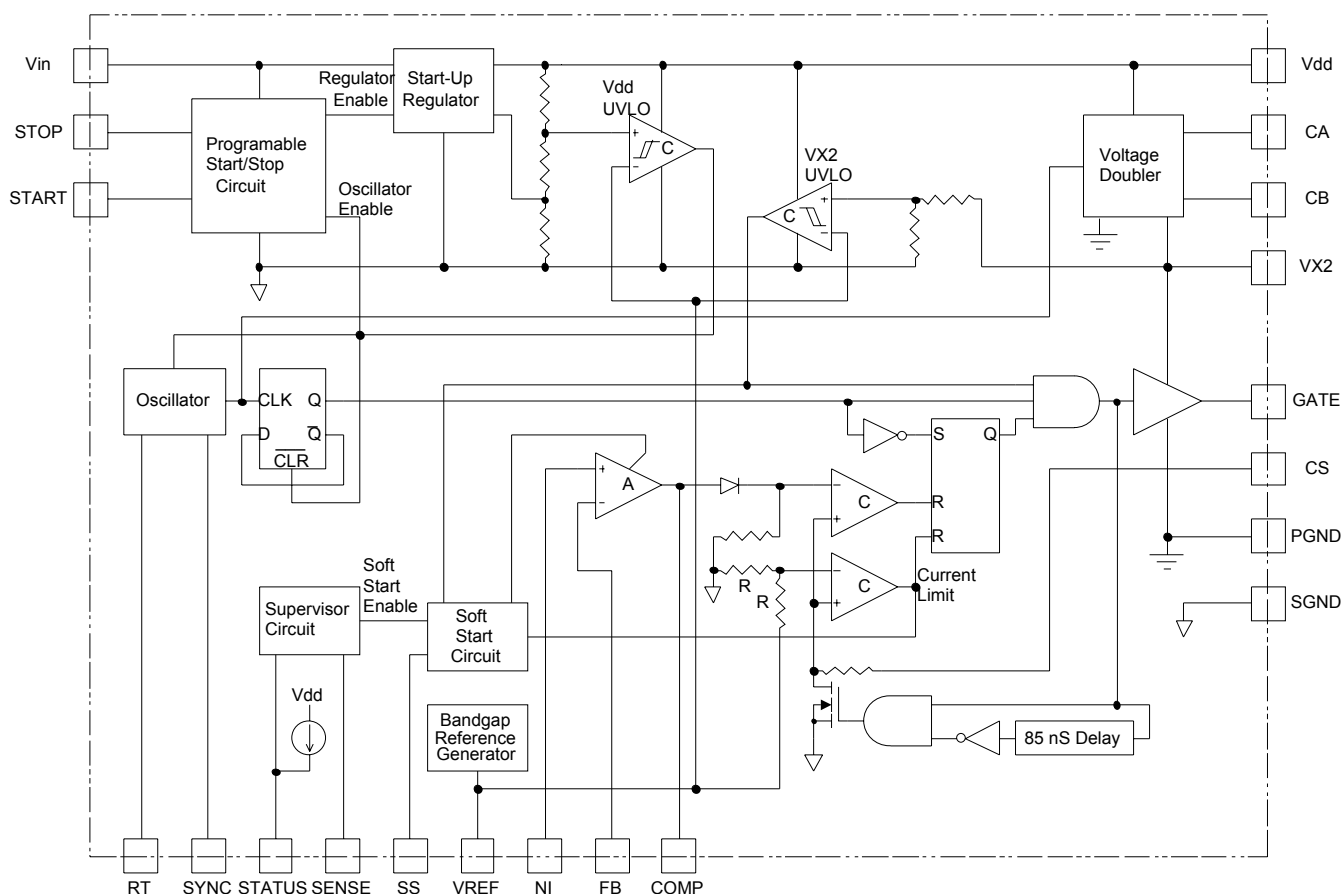 Vin
STOP
START
Programable
Start/Stop
Circuit
Regulator
Enable
Oscillator
Enable
Start-Up
Regulator
Vdd
UVLO
+
−
C
VX2
UVLO
+
−
C
Voltage
Doubler
Vdd
CA
CB
VX2
GATE
CS
PGND
SGND
Oscillator
CLK Q
D Q
CLR
+
−
A
−
+
C
−
+
C
S Q
R
R
Current
Limit
R
R
Supervisor
Circuit
Soft
Start
Enable
Soft
Start
Circuit
Vdd
Bandgap
Reference
Generator
85 nS Delay
RT
SYNC
STATUS
SENSE
SS
VREF
NI
FB
COMP